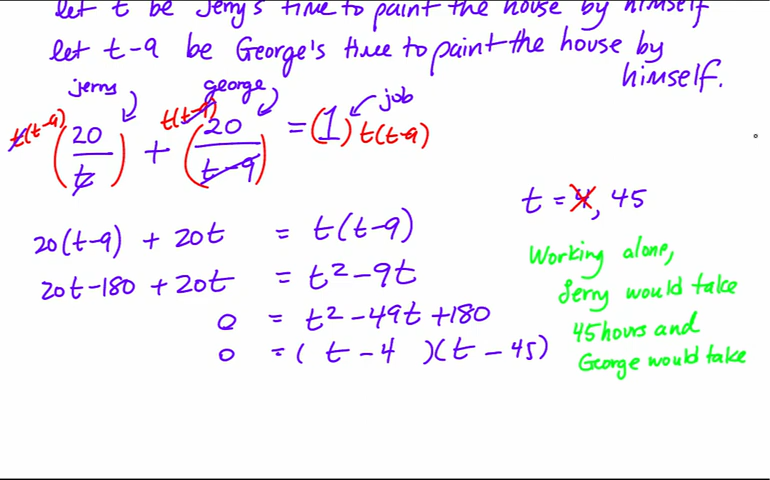 let t be Jerry's time to paint the house by himself
let t-9 be George's time to paint the house by
himself.
jerrys george
t(t-9) (20/t) + t(t-9) (20/(t-9)) = (1) t(t-9) job
t = 4, 45
20(t-9) + 20t = t(t-9)
20t-180 + 20t = t² - 9t
0 = t² - 49t + 180
0 = ( t - 4 )(t - 45)
Working alone,
Jerry would take
45 hours and
George would take